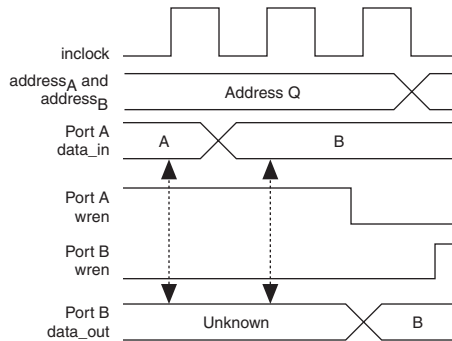 inclock
addressA and
addressB
Address Q
Port A
data_in
A
B
Port A
wren
Port B
wren
Port B
data_out
Unknown
B